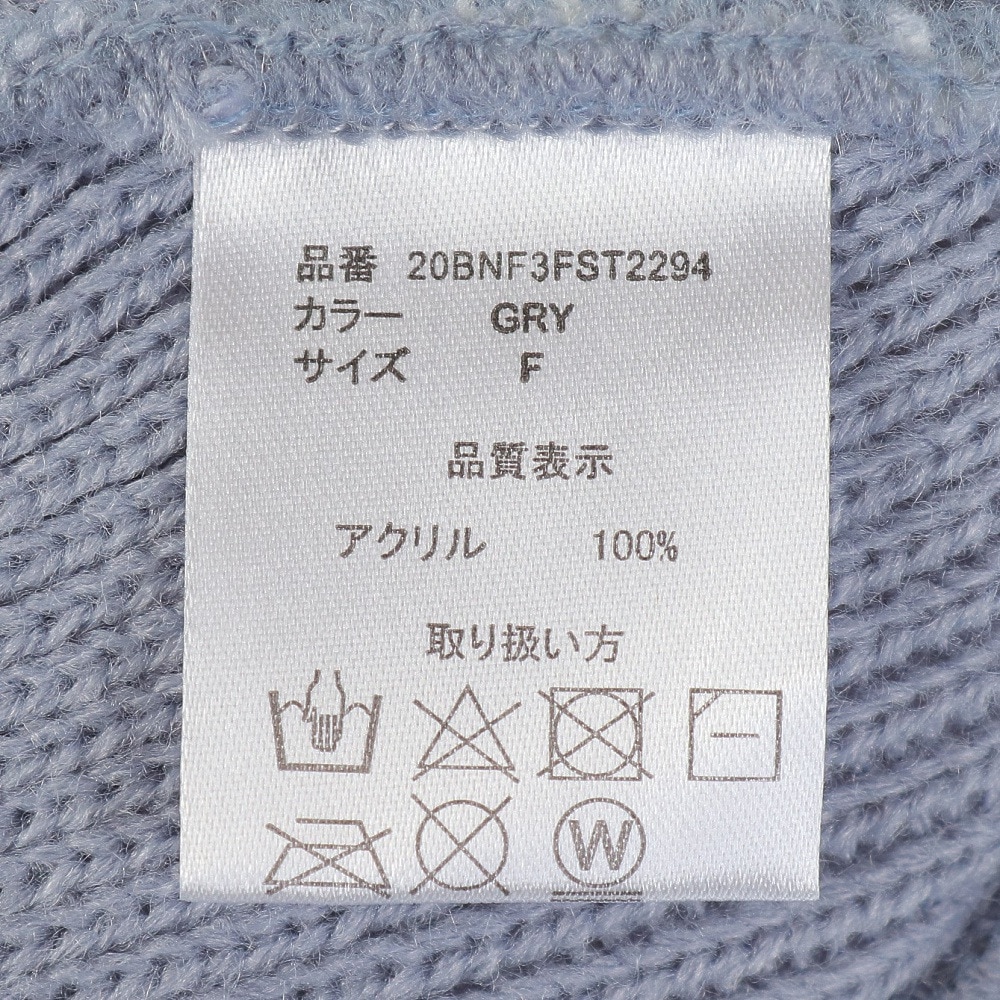 品番 20BNF3FST2294
カラー GRY
サイズ F
品質表示
アクリル 100%
取り扱い方
W